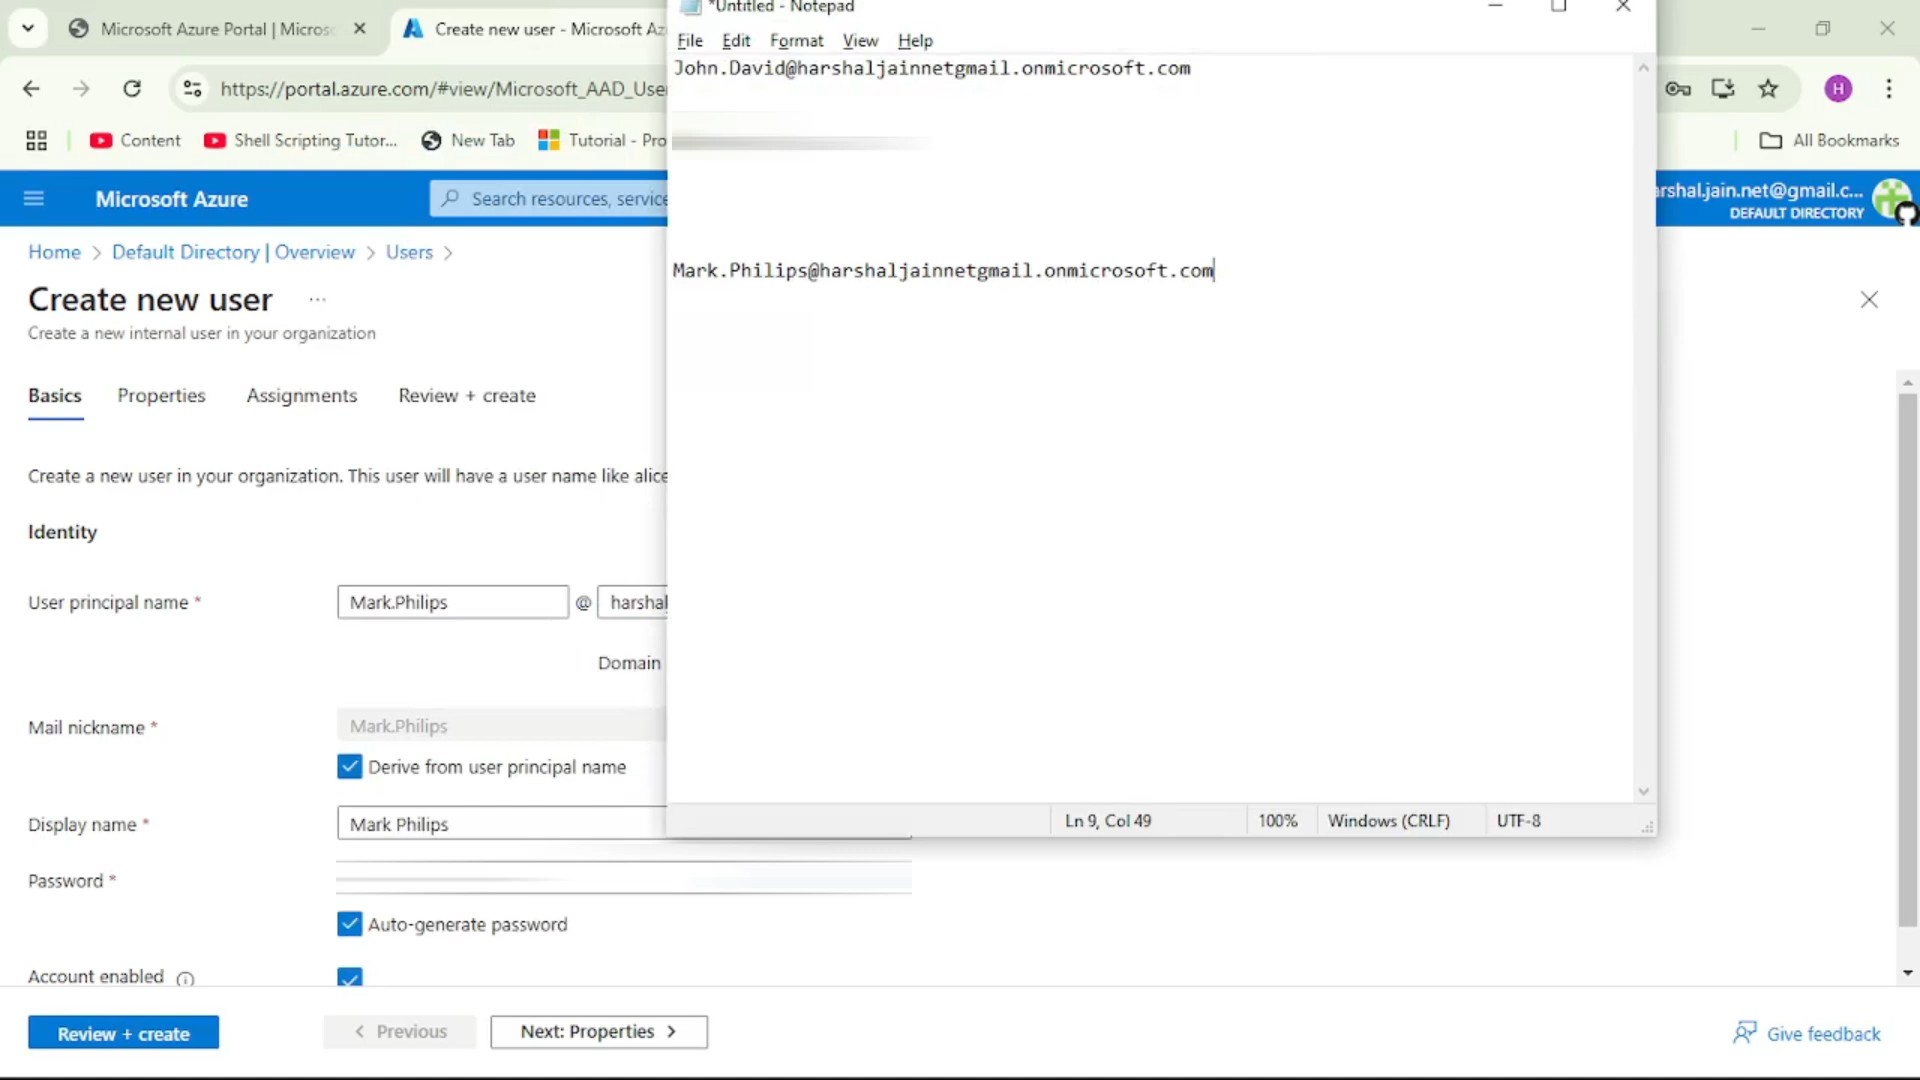 Microsoft Azure Portal | Micros
Create new user - Microsoft Az
*Untitled - Notepad
File Edit Format View Help
https://portal.azure.com/#view/Microsoft_AAD_User
H
Content
Shell Scripting Tutor...
New Tab
Tutorial - Pro
All Bookmarks
John.David@harshaljainnetgmail.onmicrosoft.com
Mark.Philips@harshaljainnetgmail.onmicrosoft.com
Microsoft Azure
Search resources, service
arshal.jain.net@gmail.c...
DEFAULT DIRECTORY
Home > Default Directory | Overview > Users >
Create new user ...
Create a new internal user in your organization
Basics Properties Assignments Review + create
Create a new user in your organization. This user will have a user name like alice
Identity
User principal name * Mark.Philips @ harshal
Domain
Mail nickname * Mark.Philips
Derive from user principal name
Display name * Mark Philips
Ln 9, Col 49 100% Windows (CRLF) UTF-8
Password *
Auto-generate password
Account enabled
Review + create < Previous Next: Properties >
Give feedback